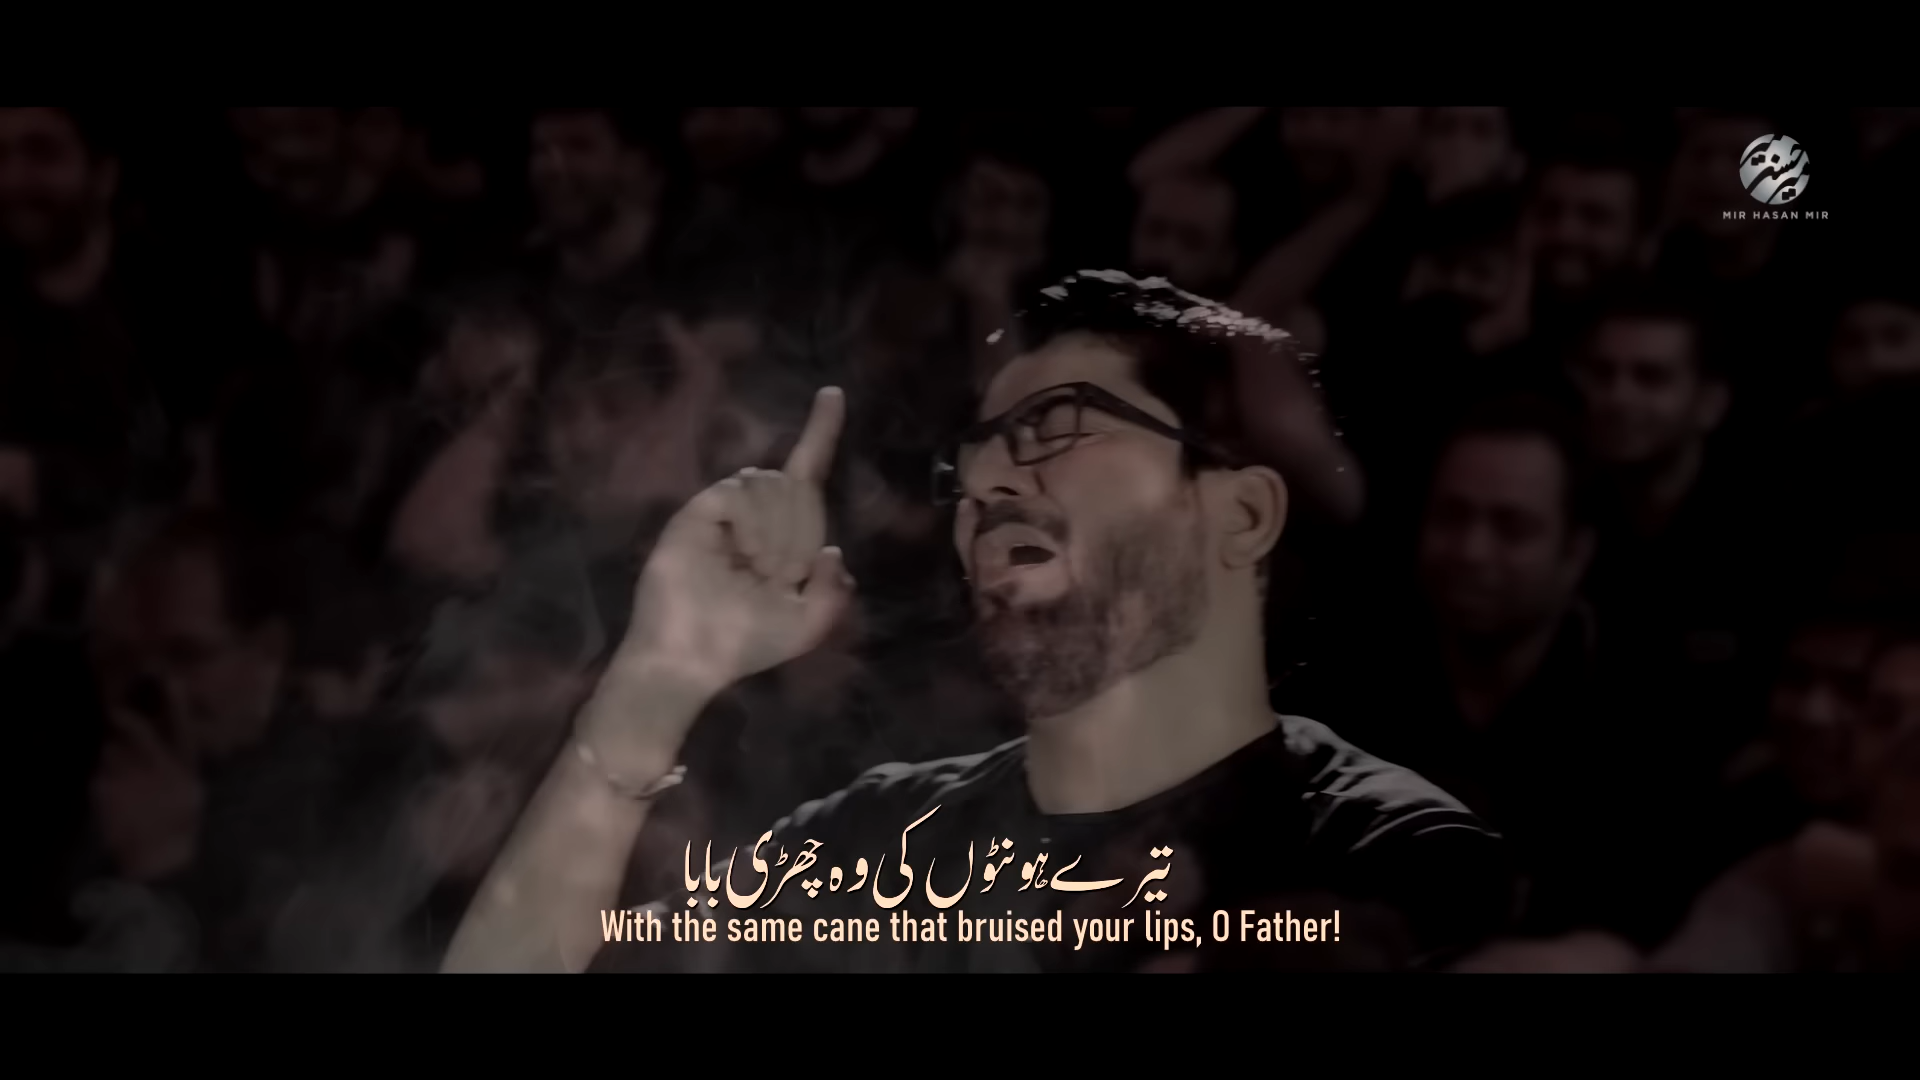 MIR HASAN MIR
تیرے ہونٹوں کی وہ چھڑی بابا
With the same cane that bruised your lips, O Father!